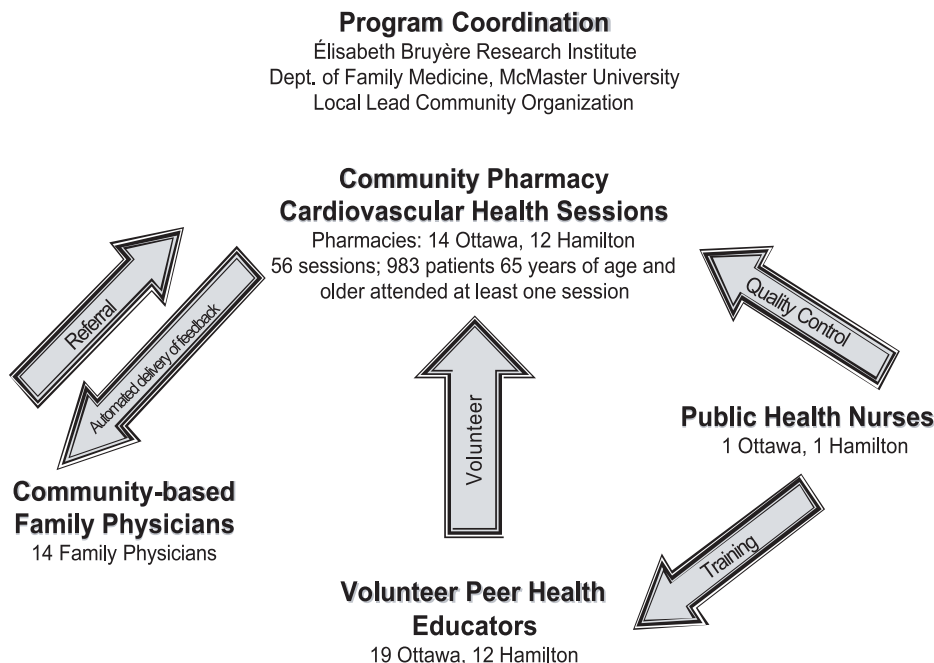 Program Coordination
Élisabeth Bruyère Research Institute
Dept. of Family Medicine, McMaster University
Local Lead Community Organization
Community Pharmacy
Cardiovascular Health Sessions
Pharmacies: 14 Ottawa, 12 Hamilton
56 sessions; 983 patients 65 years of age and
older attended at least one session
Referral
Automated delivery of feedback
Quality Control
Volunteer
Public Health Nurses
1 Ottawa, 1 Hamilton
Community-based
Family Physicians
14 Family Physicians
Training
Volunteer Peer Health
Educators
19 Ottawa, 12 Hamilton